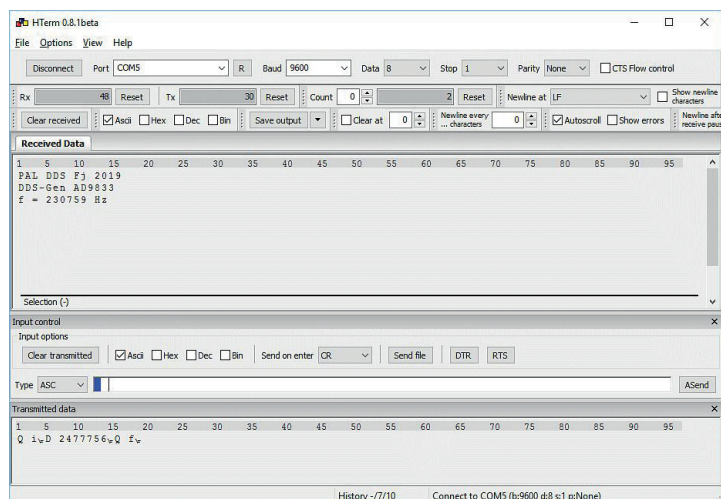 HTerm 0.8.1beta
File Options View Help
Disconnect Port COM5 R Baud 9600 Data 8 Stop 1 Parity None CTS Flow control
Rx 48 Reset Tx 30 Reset Count 0 2 Reset Newline at LF Show newline characters
Clear received Ascii Hex Dec Bin Save output Clear at 0 Newline every ... characters 0 Autoscroll Show errors Newline afte receive paus
Received Data
1 5 10 15 20 25 30 35 40 45 50 55 60 65 70 75 80 85 90 95
PAL DDS Fj 2019
DDS-Gen AD9833
f = 230759 Hz
Selection (-)
Input control
Input options
Clear transmitted Ascii Hex Dec Bin Send on enter CR Send file DTR RTS
Type ASC ASend
Transmitted data
1 5 10 15 20 25 30 35 40 45 50 55 60 65 70 75 80 85 90 95
Q i␍D 2477756␍Q f␍
History -/7/10 Connect to COM5 (b:9600 d:8 s:1 p:None)